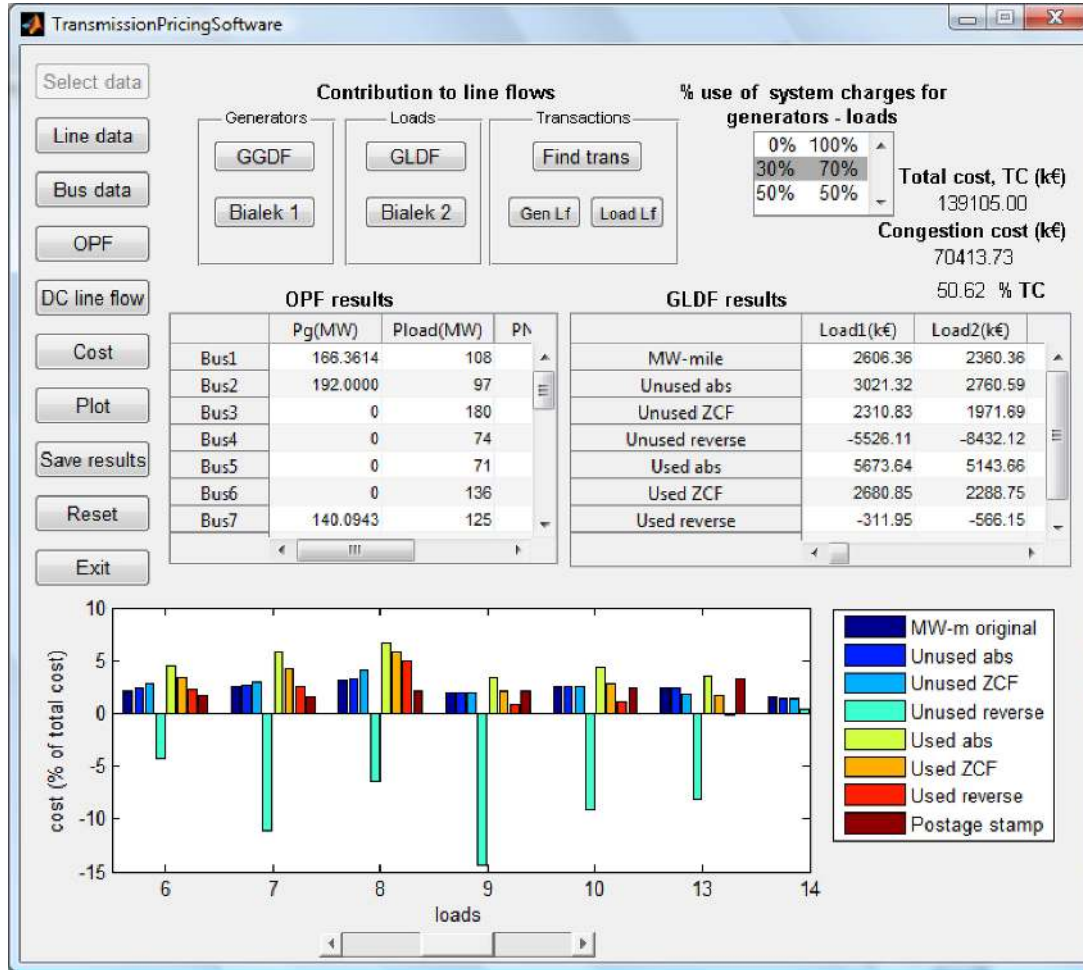 TransmissionPricingSoftware
Select data
Line data
Bus data
OPF
DC line flow
Cost
Plot
Save results
Reset
Exit
Contribution to line flows
Generators
GGDF
Bialek 1
Loads
GLDF
Bialek 2
Transactions
Find trans
Gen Lf Load Lf
% use of system charges for
generators - loads
0% 100%
30% 70%
50% 50%
Total cost, TC (k€)
139105.00
Congestion cost (k€)
70413.73
50.62 % TC
OPF results
Pg(MW) Pload(MW) PN
Bus1 166.3614 108
Bus2 192.0000 97
Bus3 0 180
Bus4 0 74
Bus5 0 71
Bus6 0 136
Bus7 140.0943 125
GLDF results
Load1(k€) Load2(k€)
MW-mile 2606.36 2360.36
Unused abs 3021.32 2760.59
Unused ZCF 2310.83 1971.69
Unused reverse -5526.11 -8432.12
Used abs 5673.64 5143.66
Used ZCF 2680.85 2288.75
Used reverse -311.95 -566.15
cost (% of total cost)
10
5
0
-5
-10
-15
6 7 8 9 10 13 14
loads
MW-m original
Unused abs
Unused ZCF
Unused reverse
Used abs
Used ZCF
Used reverse
Postage stamp